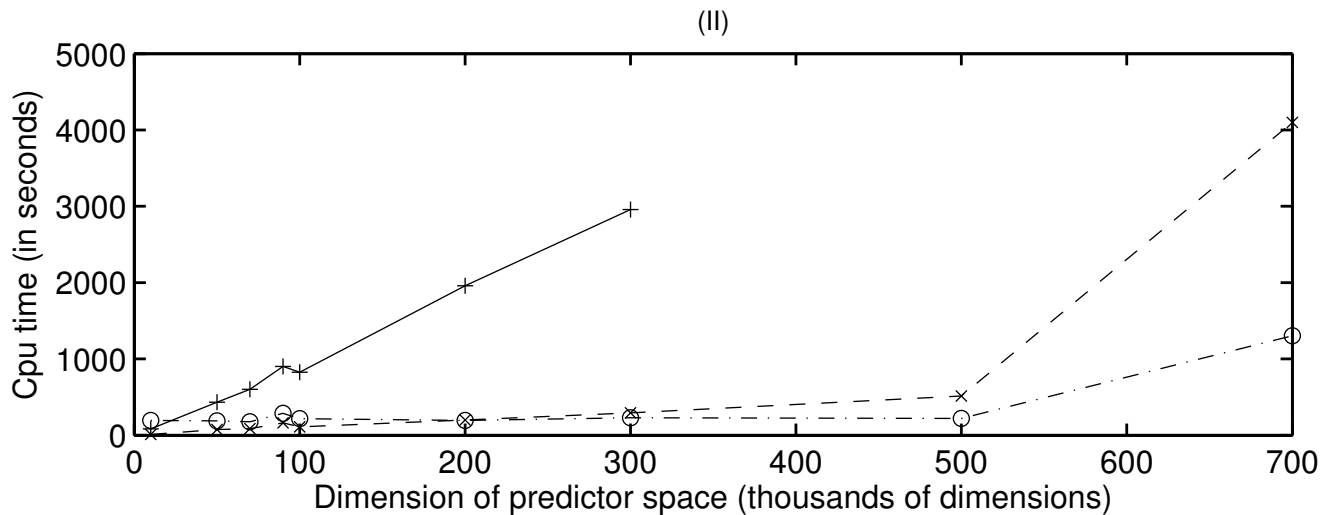 (II)
5000
4000
3000
2000
1000
0
Cpu time (in seconds)
0 100 200 300 400 500 600 700
Dimension of predictor space (thousands of dimensions)